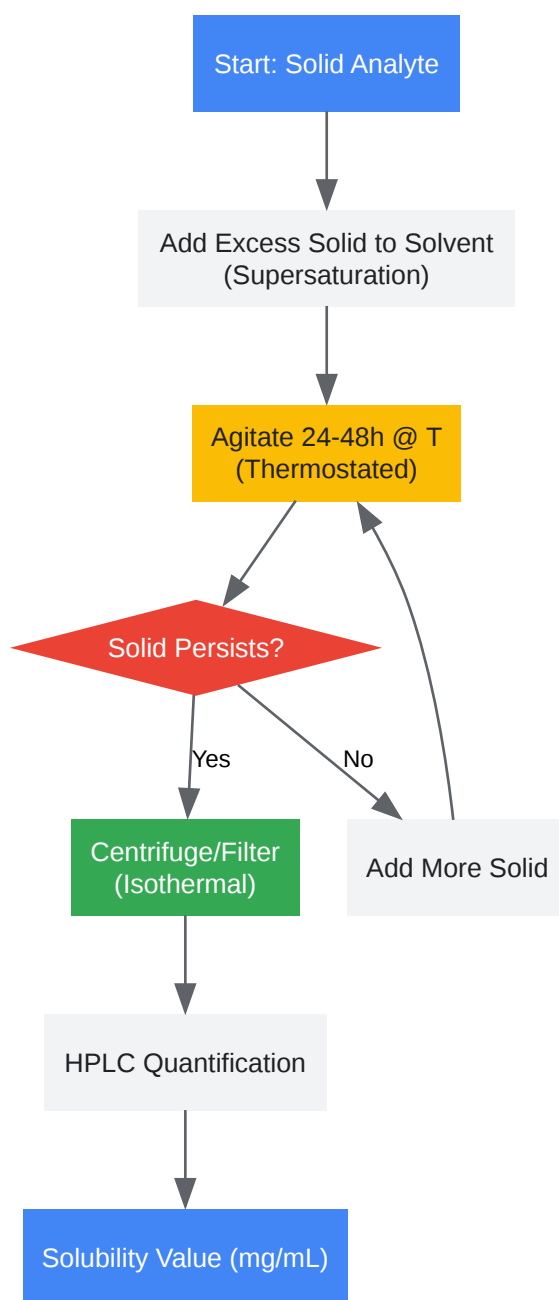 Start: Solid Analyte
Add Excess Solid to Solvent
(Supersaturation)
Agitate 24-48h @ T
(Thermostated)
Solid Persists?
Yes
No
Centrifuge/Filter
(Isothermal)
Add More Solid
HPLC Quantification
Solubility Value (mg/mL)